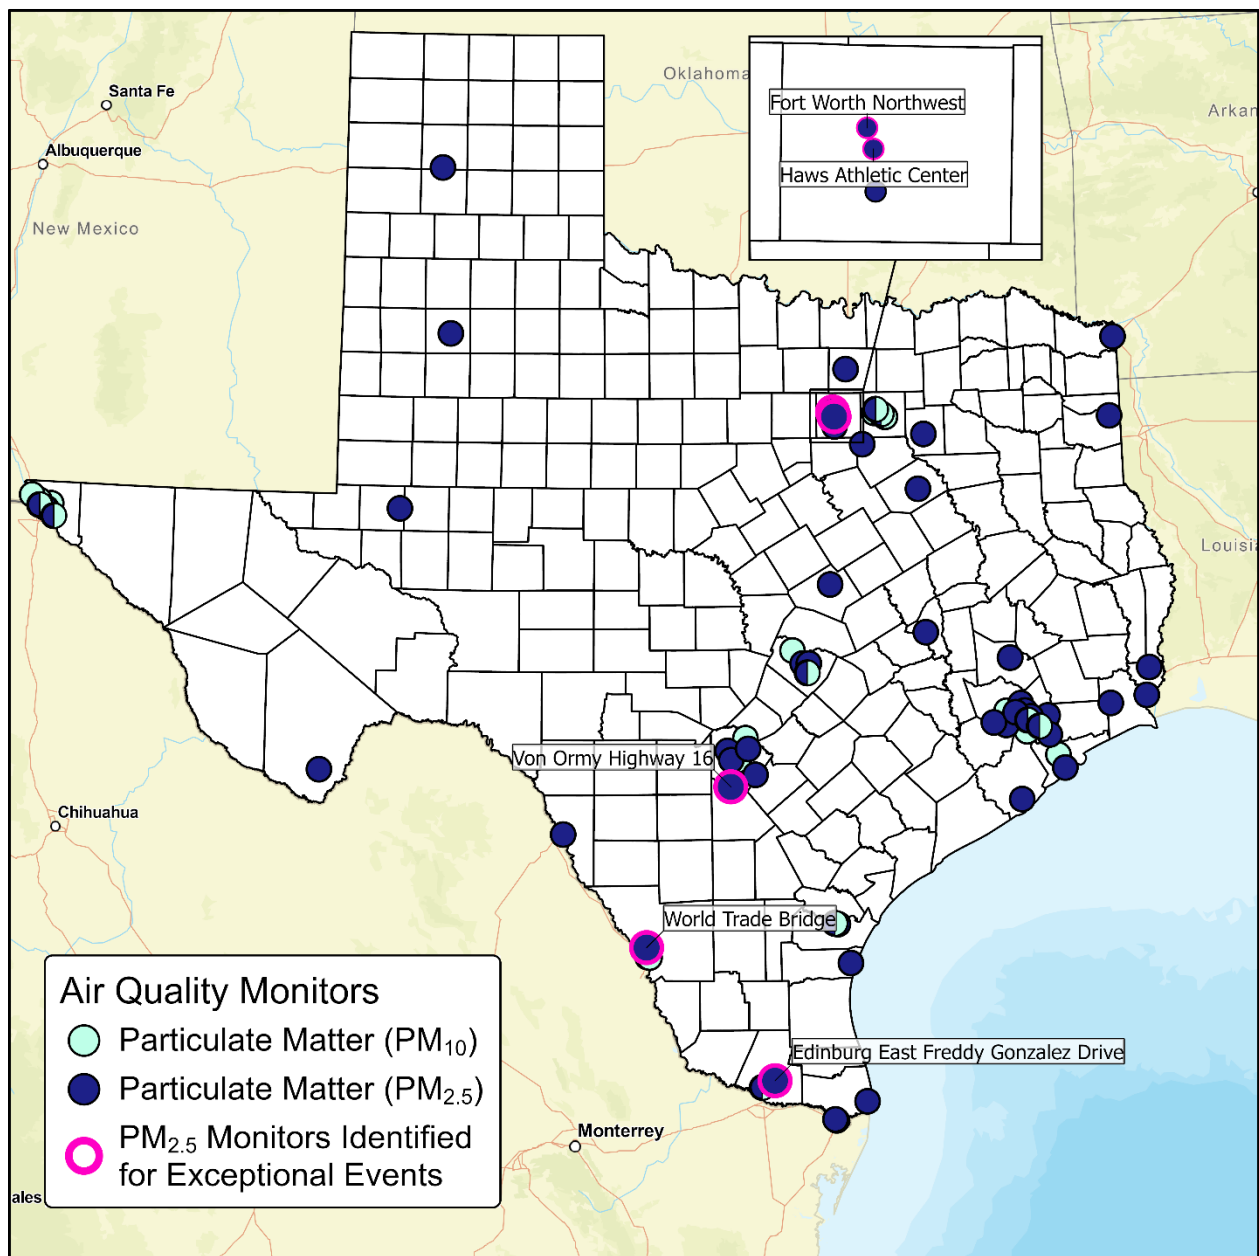 Santa Fe
Oklahoma
Arkan
Albuquerque
New Mexico
Fort Worth Northwest
Haws Athletic Center
Louisia
Von Ormy Highway 16
Chihuahua
World Trade Bridge
Edinburg East Freddy Gonzalez Drive
Monterrey
ales
Air Quality Monitors
Particulate Matter (PM₁₀)
Particulate Matter (PM₂.₅)
PM₂.₅ Monitors Identified
for Exceptional Events